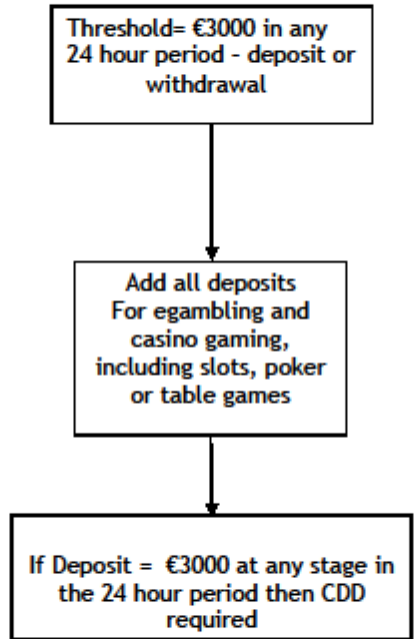 Threshold= €3000 in any
24 hour period – deposit or
withdrawal
Add all deposits
For egambling and
casino gaming,
including slots, poker
or table games
If Deposit = €3000 at any stage in
the 24 hour period then CDD
required